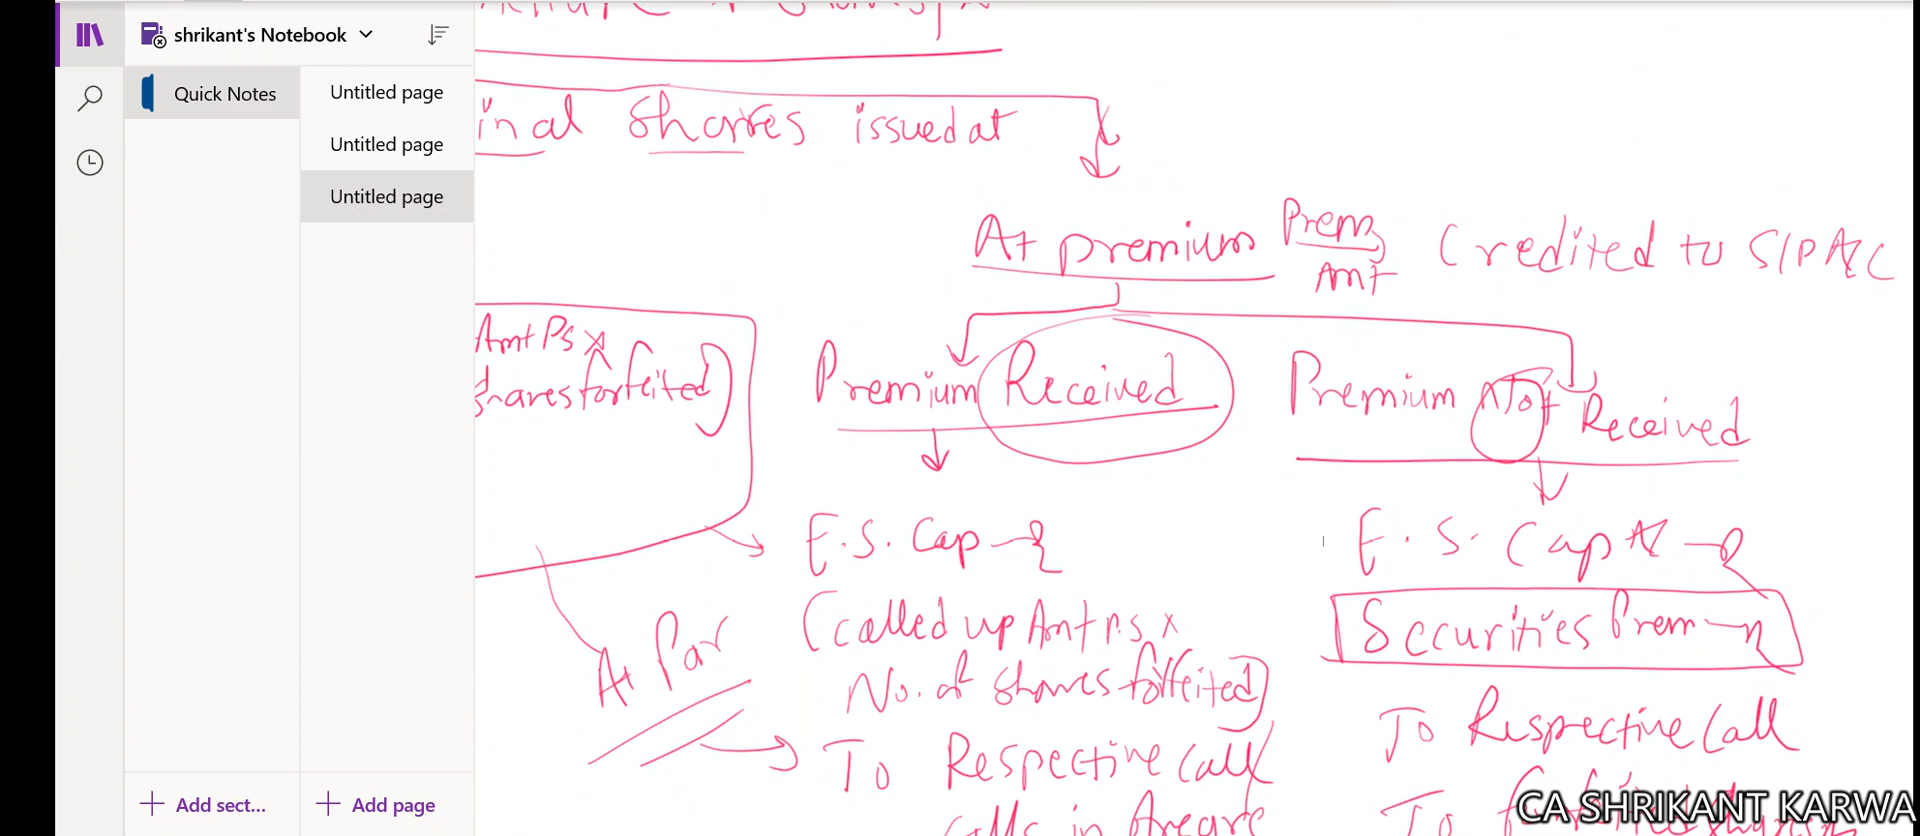 shrikant's Notebook
Quick Notes
Untitled page
Untitled page
Untitled page
Add sect...
Add page
inal Shares issued at
At premium Prem Amt Credited to S/P A/C
Amt Ps x
shares forfeited)
Premium Received
Premium Not Received
E.S. Cap
(called up Amt p.s x
No. of shares forfeited)
To Respective Call
Calls in Arears
At Par
E. S. Cap
Securities Prem
To Respective Call
To
CA SHRIKANT KARWA